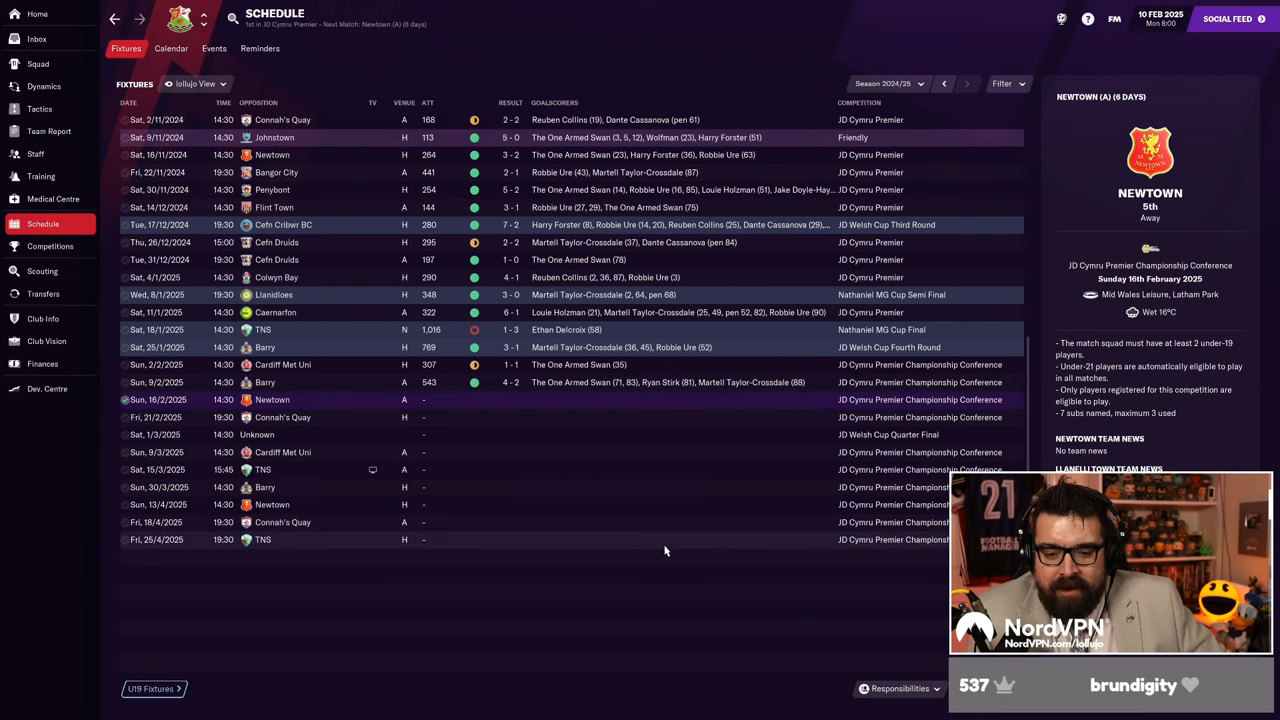 Home
SCHEDULE
1st in JD Cymru Premier - Next Match: Newtown (A) (6 days)
FM
10 FEB 2025
Mon 8:00
SOCIAL FEED
Inbox
Squad
Dynamics
Tactics
Team Report
Staff
Training
Medical Centre
Schedule
Competitions
Scouting
Transfers
Club Info
Club Vision
Finances
Dev. Centre
Fixtures Calendar Events Reminders
FIXTURES lollujo View Season 2024/25 Filter
DATE TIME OPPOSITION TV VENUE ATT RESULT GOALSCORERS COMPETITION
Sat, 2/11/2024 14:30 Connah's Quay A 168 2 - 2 Reuben Collins (19), Dante Cassanova (pen 61) JD Cymru Premier
Sat, 9/11/2024 14:30 Johnstown H 113 5 - 0 The One Armed Swan (3, 5, 12), Wolfman (23), Harry Forster (51) Friendly
Sat, 16/11/2024 14:30 Newtown H 264 3 - 2 The One Armed Swan (23), Harry Forster (36), Robbie Ure (63) JD Cymru Premier
Fri, 22/11/2024 19:30 Bangor City A 441 2 - 1 Robbie Ure (43), Martell Taylor-Crossdale (87) JD Cymru Premier
Sat, 30/11/2024 14:30 Penybont H 254 5 - 2 The One Armed Swan (14), Robbie Ure (16, 85), Louie Holzman (51), Jake Doyle-Hay... JD Cymru Premier
Sat, 14/12/2024 14:30 Flint Town A 144 3 - 1 Robbie Ure (27, 29), The One Armed Swan (75) JD Cymru Premier
Tue, 17/12/2024 19:30 Cefn Cribwr BC H 280 7 - 2 Harry Forster (8), Robbie Ure (14, 20), Reuben Collins (25), Dante Cassanova (29),... JD Welsh Cup Third Round
Thu, 26/12/2024 15:00 Cefn Druids H 295 2 - 2 Martell Taylor-Crossdale (37), Dante Cassanova (pen 84) JD Cymru Premier
Tue, 31/12/2024 19:30 Cefn Druids A 197 1 - 0 The One Armed Swan (78) JD Cymru Premier
Sat, 4/1/2025 14:30 Colwyn Bay H 290 4 - 1 Reuben Collins (2, 36, 87), Robbie Ure (3) JD Cymru Premier
Wed, 8/1/2025 19:30 Llanidloes H 348 3 - 0 Martell Taylor-Crossdale (2, 64, pen 68) Nathaniel MG Cup Semi Final
Sat, 11/1/2025 14:30 Caernarfon A 322 6 - 1 Louie Holzman (21), Martell Taylor-Crossdale (25, 49, pen 52, 82), Robbie Ure (90) JD Cymru Premier
Sat, 18/1/2025 14:30 TNS N 1,016 1 - 3 Ethan Delcroix (58) Nathaniel MG Cup Final
Sat, 25/1/2025 14:30 Barry H 769 3 - 1 Martell Taylor-Crossdale (36, 45), Robbie Ure (52) JD Welsh Cup Fourth Round
Sun, 2/2/2025 14:30 Cardiff Met Uni H 307 1 - 1 The One Armed Swan (35) JD Cymru Premier Championship Conference
Sun, 9/2/2025 14:30 Barry A 543 4 - 2 The One Armed Swan (71, 83), Ryan Stirk (81), Martell Taylor-Crossdale (88) JD Cymru Premier Championship Conference
Sun, 16/2/2025 14:30 Newtown A - JD Cymru Premier Championship Conference
Fri, 21/2/2025 19:30 Connah's Quay H - JD Cymru Premier Championship Conference
Sat, 1/3/2025 14:30 Unknown - JD Welsh Cup Quarter Final
Sun, 9/3/2025 14:30 Cardiff Met Uni A - JD Cymru Premier Championship Conference
Sat, 15/3/2025 15:45 TNS A - JD Cymru Premier Championship Conference
Sun, 30/3/2025 14:30 Barry H - JD Cymru Premier Championsh
Sun, 13/4/2025 14:30 Newtown H - JD Cymru Premier Championsh
Fri, 18/4/2025 19:30 Connah's Quay A - JD Cymru Premier Championsh
Fri, 25/4/2025 19:30 TNS H - JD Cymru Premier Championsh
U19 Fixtures
Responsibilities
NEWTOWN (A) (6 DAYS)
NEWTOWN
5th
Away
JD Cymru Premier Championship Conference
Sunday 16th February 2025
Mid Wales Leisure, Latham Park
Wet 16°C
- The match squad must have at least 2 under-19
players.
- Under-21 players are automatically eligible to play
in all matches.
- Only players registered for this competition are
eligible to play.
- 7 subs named, maximum 3 used
NEWTOWN TEAM NEWS
No team news
LLANELLI TOWN TEAM NEWS
21
FOOTBALL
MANAGER
NordVPN
NordVPN.com/lollujo
537 brundigity